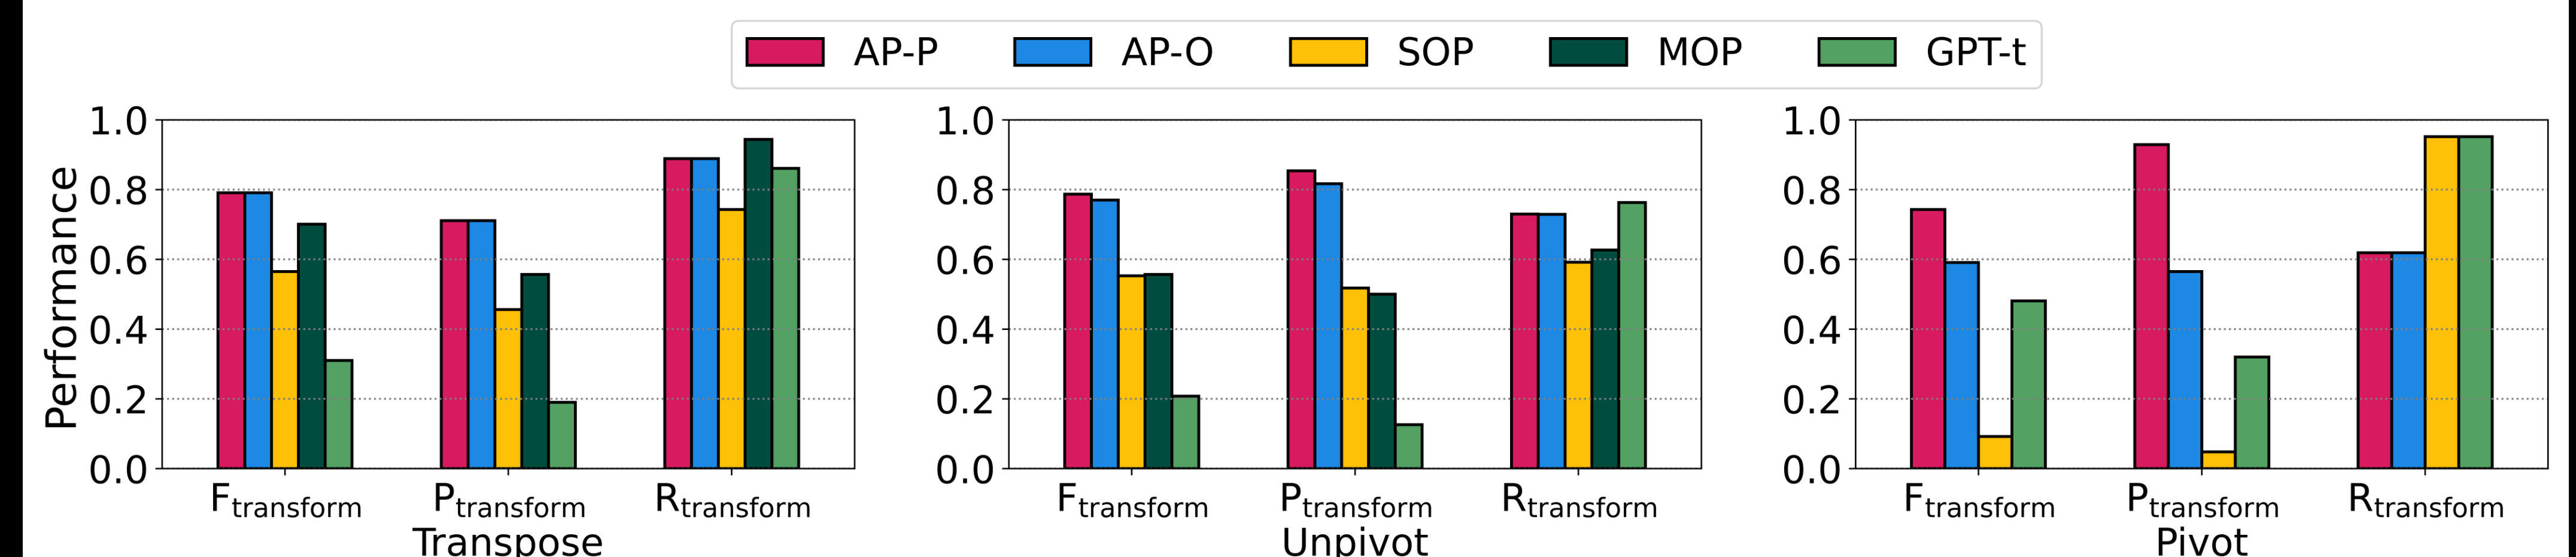 AP-P AP-O SOP MOP GPT-t
Performance
1.0
0.8
0.6
0.4
0.2
0.0
Ftransform Ptransform Rtransform
Transpose
1.0
0.8
0.6
0.4
0.2
0.0
Ftransform Ptransform Rtransform
Unpivot
1.0
0.8
0.6
0.4
0.2
0.0
Ftransform Ptransform Rtransform
Pivot